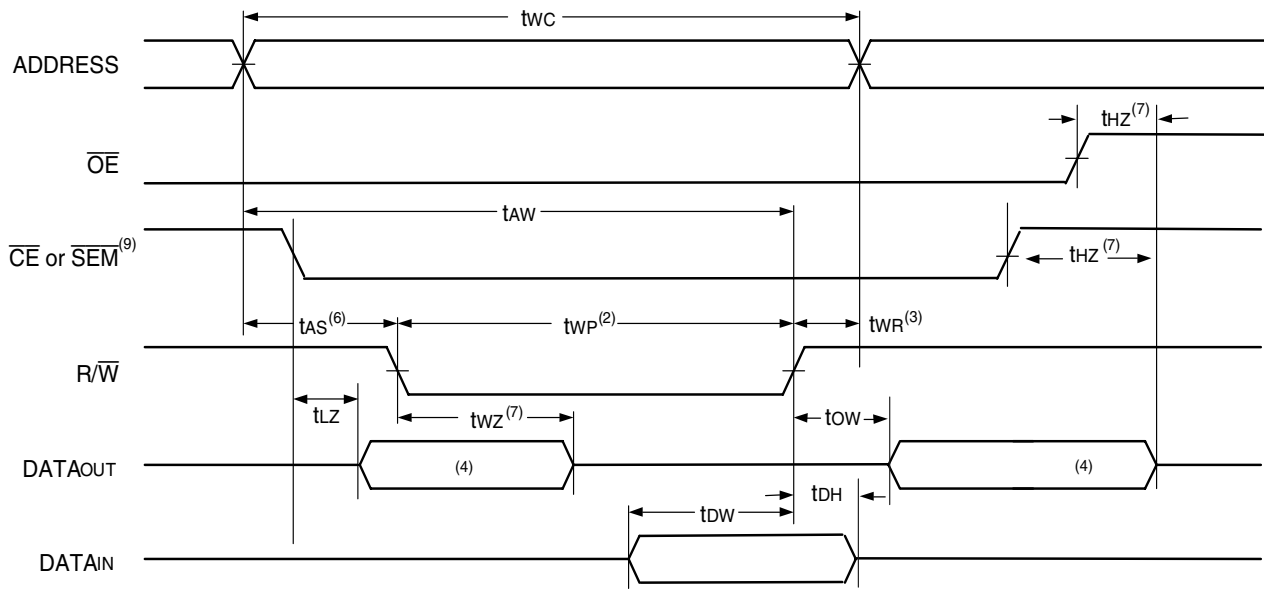 tWC
ADDRESS
tHZ(7)
OE
tAW
CE or SEM(9)
tHZ(7)
tAS(6)
tWP(2)
tWR(3)
R/W
tLZ
tWZ(7)
tOW
DATAOUT
(4)
(4)
tDH
tDW
DATAIN